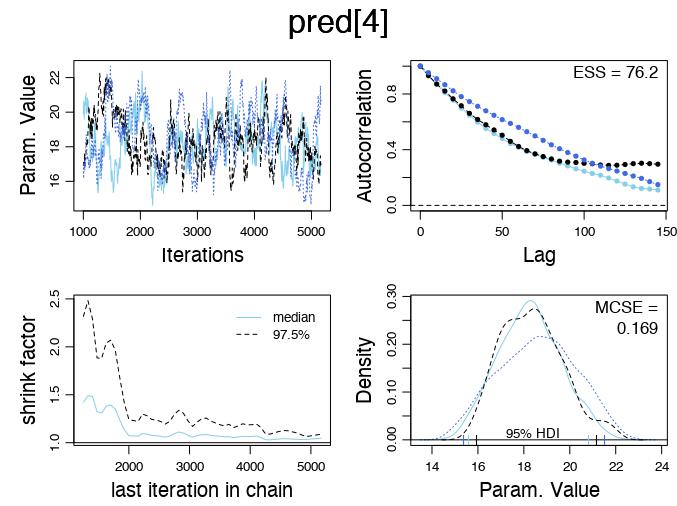 pred[4]
Param. Value
16 18 20 22
1000 2000 3000 4000 5000
Iterations
Autocorrelation
0.0 0.4 0.8
ESS = 76.2
0 50 100 150
Lag
shrink factor
1.0 1.5 2.0 2.5
median
97.5%
2000 3000 4000 5000
last iteration in chain
Density
0.00 0.10 0.20 0.30
MCSE =
0.169
95% HDI
14 16 18 20 22 24
Param. Value